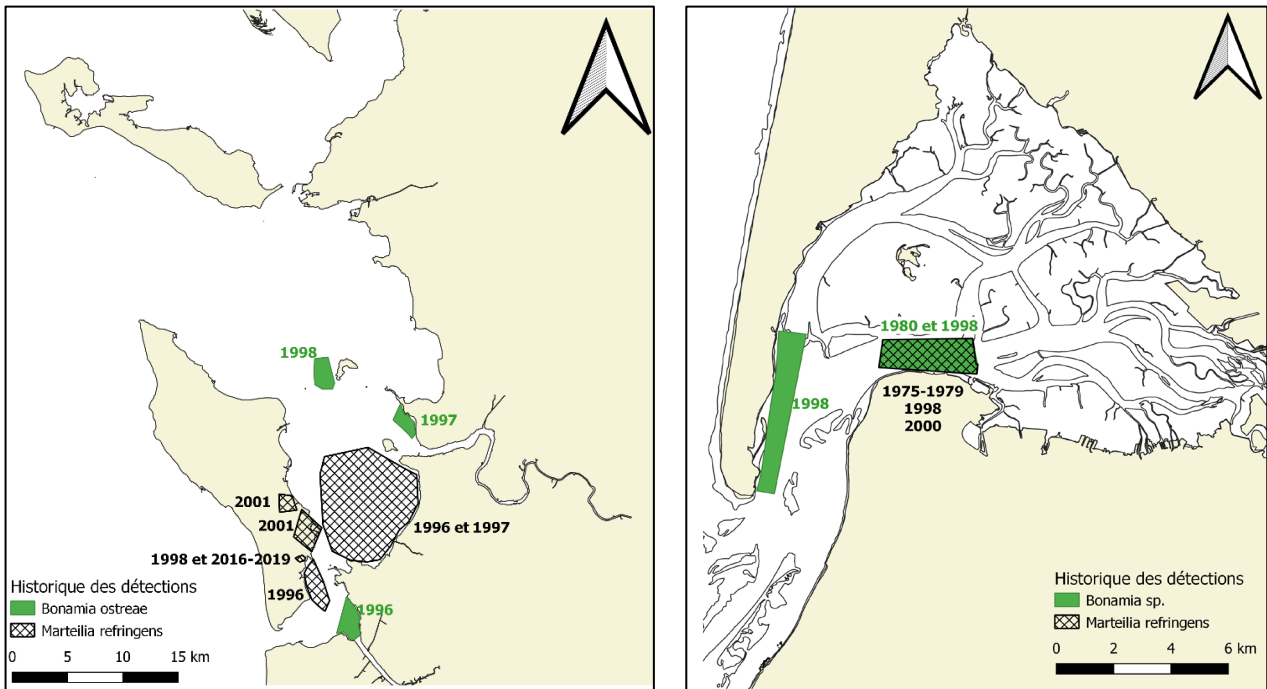 1998
1997
2001
2001
1996 et 1997
1998 et 2016-2019
1996
1996
Historique des détections
Bonamia ostreae
Marteilia refringens
0 5 10 15 km
1980 et 1998
1998
1975-1979
1998
2000
Historique des détections
Bonamia sp.
Marteilia refringens
0 2 4 6 km